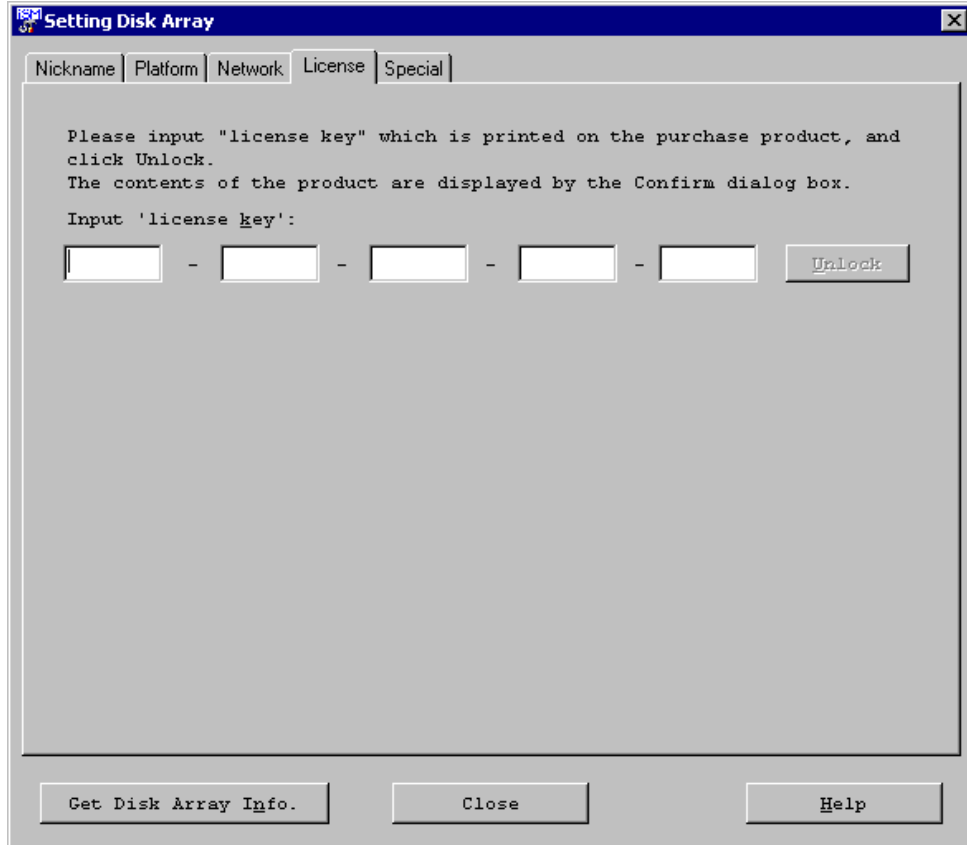 iSM Setting Disk Array
Nickname Platform Network License Special
Please input "license key" which is printed on the purchase product, and
click Unlock.
The contents of the product are displayed by the Confirm dialog box.
Input 'license key':
- - - - Unlock
Get Disk Array Info. Close Help